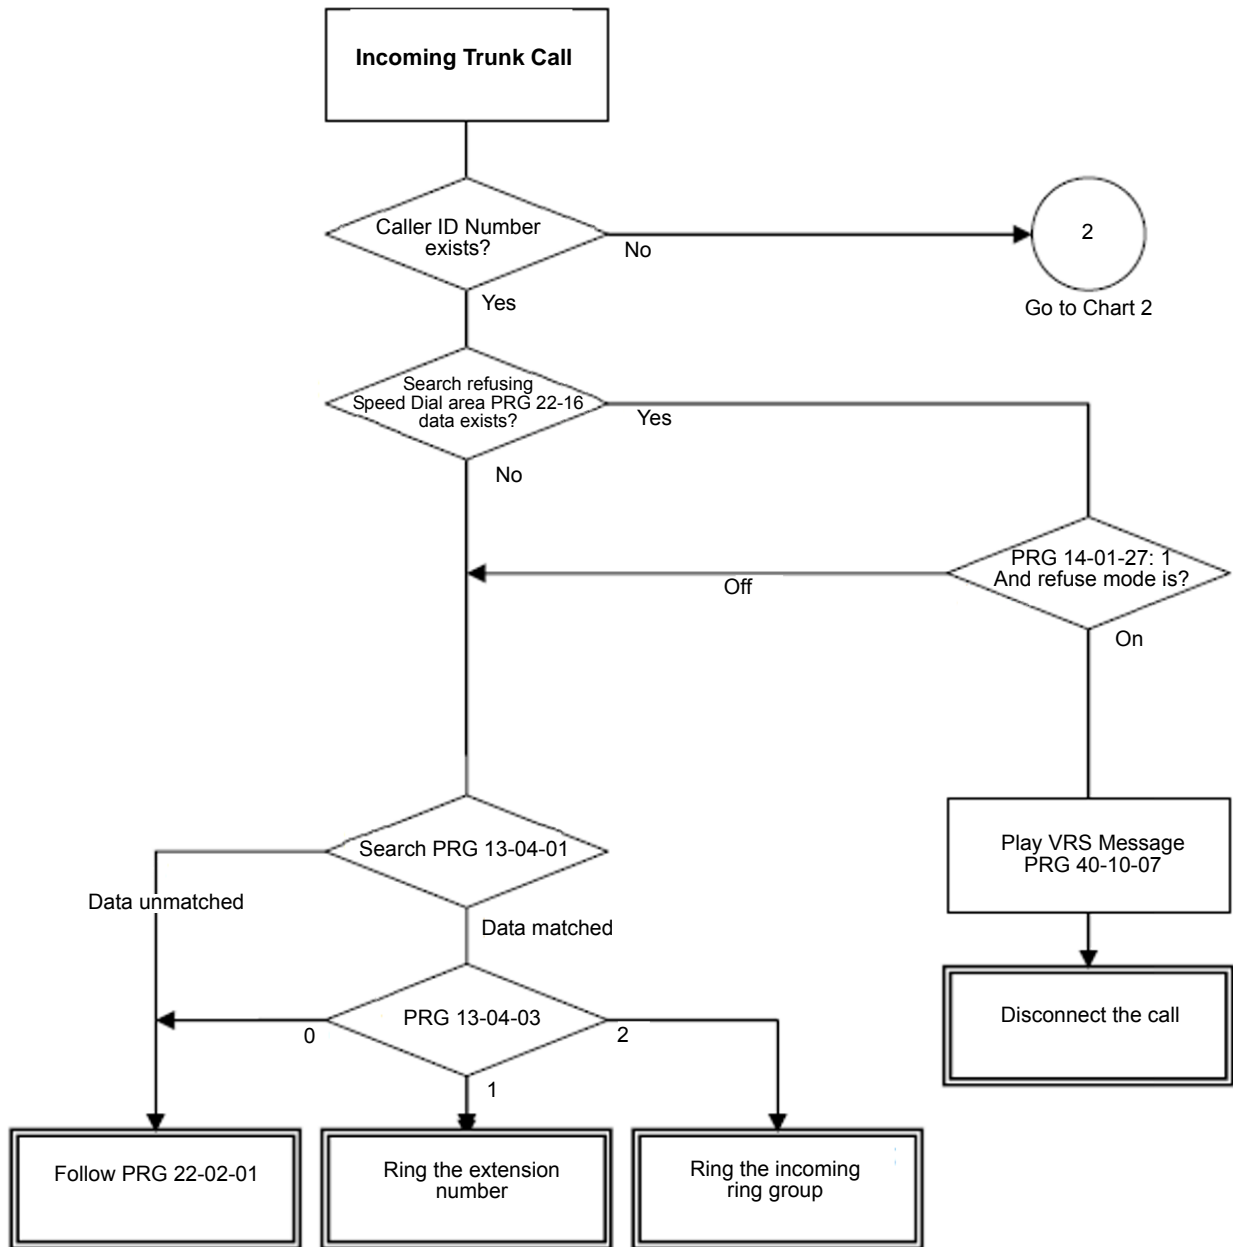 Incoming Trunk Call
Caller ID Number
exists?
No
2
Go to Chart 2
Yes
Search refusing
Speed Dial area PRG 22-16
data exists?
Yes
No
PRG 14-01-27: 1
And refuse mode is?
Off
On
Search PRG 13-04-01
Play VRS Message
PRG 40-10-07
Data unmatched
Data matched
PRG 13-04-03
0
2
1
Disconnect the call
Follow PRG 22-02-01
Ring the extension
number
Ring the incoming
ring group